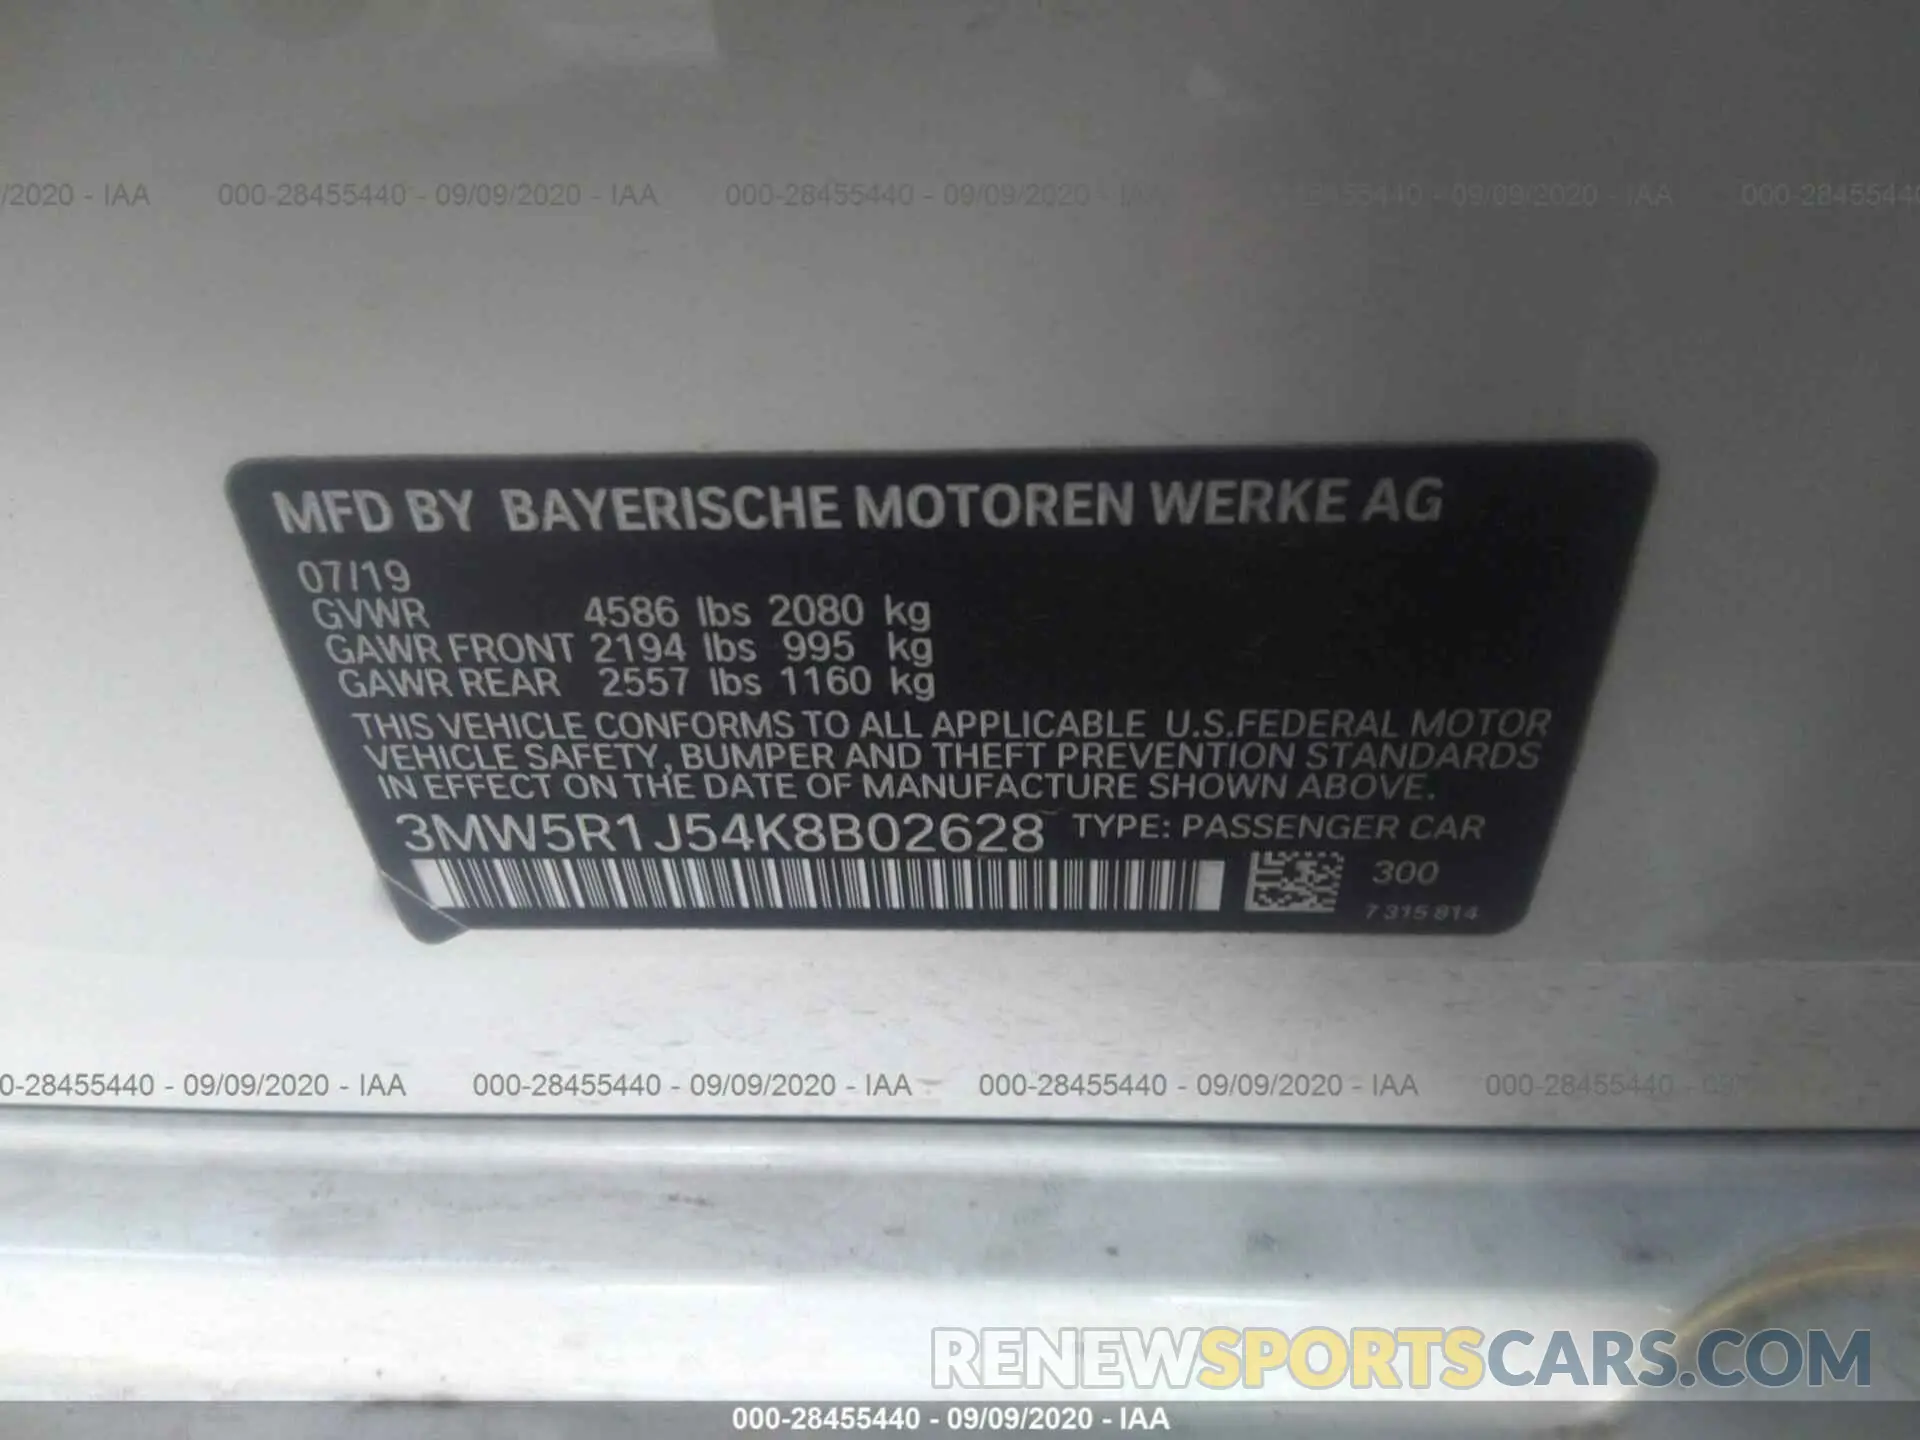 /2020 - IAA 000-28455440 - 09/09/2020 - IAA 000-28455440 - 09/09/2020 - IAA 55440 - 09/09/2020 - IAA 000-2845544
MFD BY BAYERISCHE MOTOREN WERKE AG
07/19
GVWR 4586 lbs 2080 kg
GAWR FRONT 2194 lbs 995 kg
GAWR REAR 2557 lbs 1160 kg
THIS VEHICLE CONFORMS TO ALL APPLICABLE U.S.FEDERAL MOTOR
VEHICLE SAFETY, BUMPER AND THEFT PREVENTION STANDARDS
IN EFFECT ON THE DATE OF MANUFACTURE SHOWN ABOVE.
3MW5R1J54K8B02628 TYPE: PASSENGER CAR
300
7 315 814
0-28455440 - 09/09/2020 - IAA 000-28455440 - 09/09/2020 - IAA 000-28455440 - 09/09/2020 - IAA 000-28455440 - 09
RENEWSPORTSCARS.COM
000-28455440 - 09/09/2020 - IAA